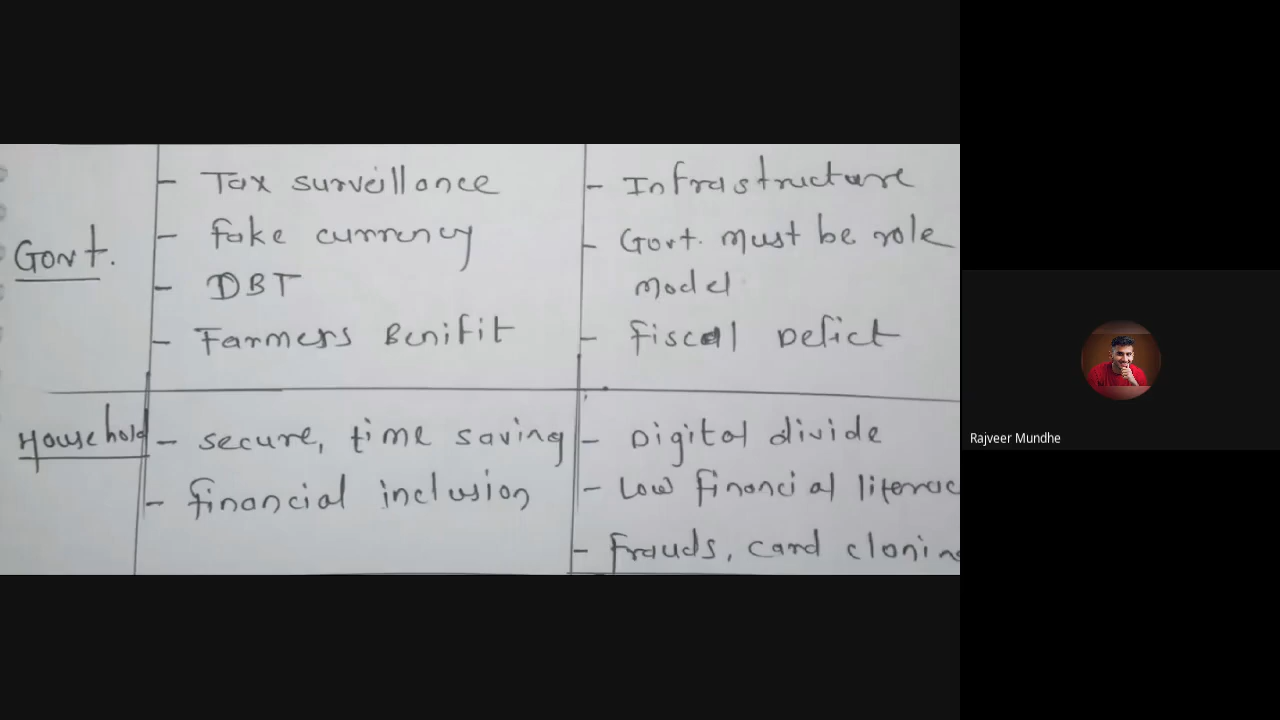 - Tax surveillance
- fake currency
Govt.
- DBT
- Farmers Benifit
- Infrastructure
- Govt. must be role
model
- fiscal Defict
Household
- secure, time saving
- financial inclusion
- Digital divide
- Low financial literac
- frauds, card clonin
Rajveer Mundhe